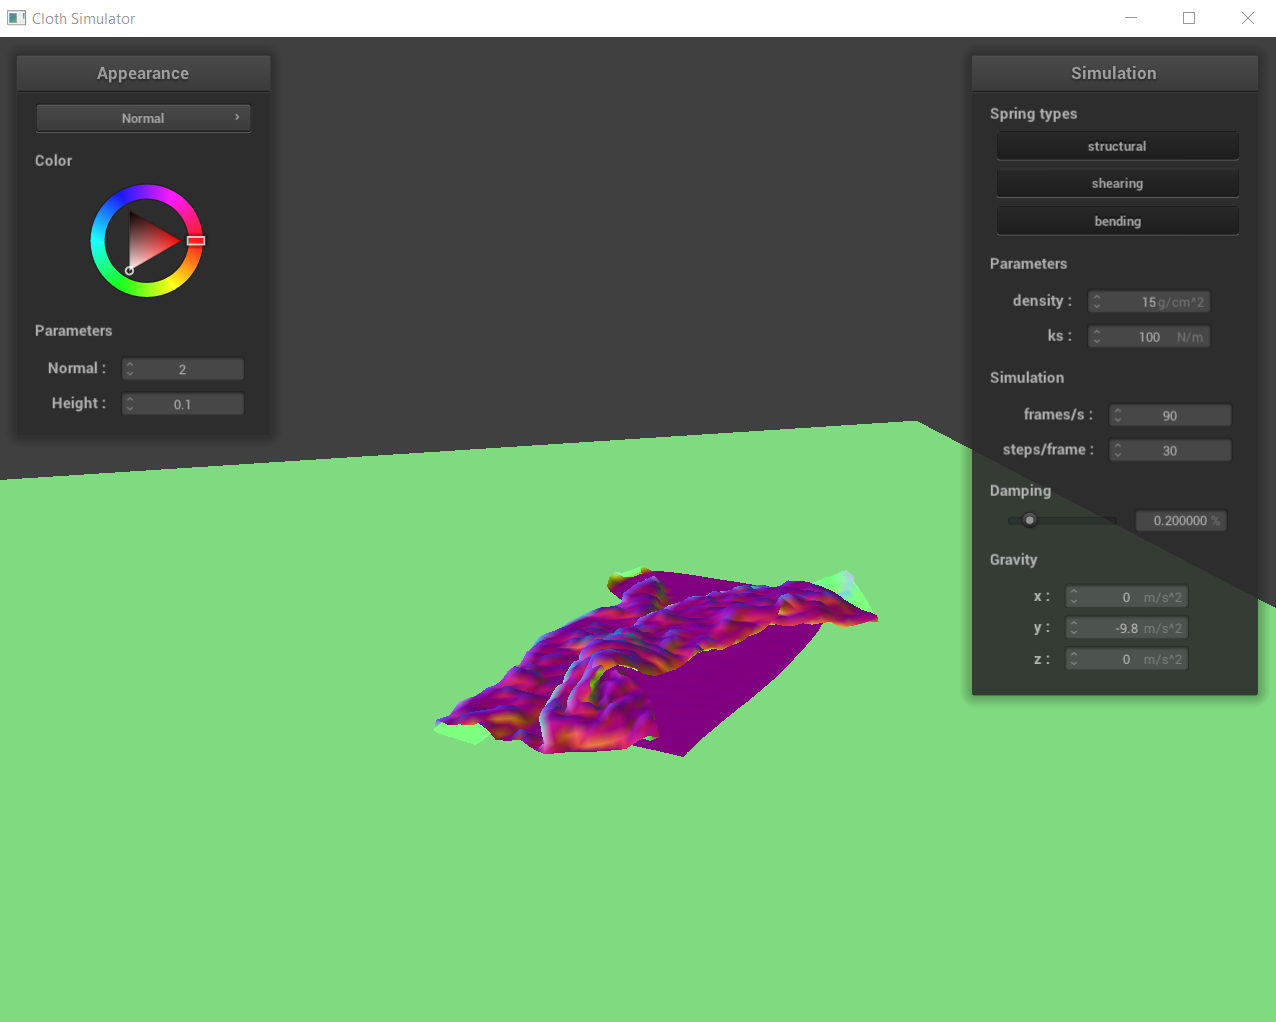 Cloth Simulator
Appearance
Normal
Color
Parameters
Normal : 2
Height : 0.1
Simulation
Spring types
structural
shearing
bending
Parameters
density : 15 g/cm^2
ks : 100 N/m
Simulation
frames/s : 90
steps/frame : 30
Damping
0.200000 %
Gravity
x : 0 m/s^2
y : -9.8 m/s^2
z : 0 m/s^2